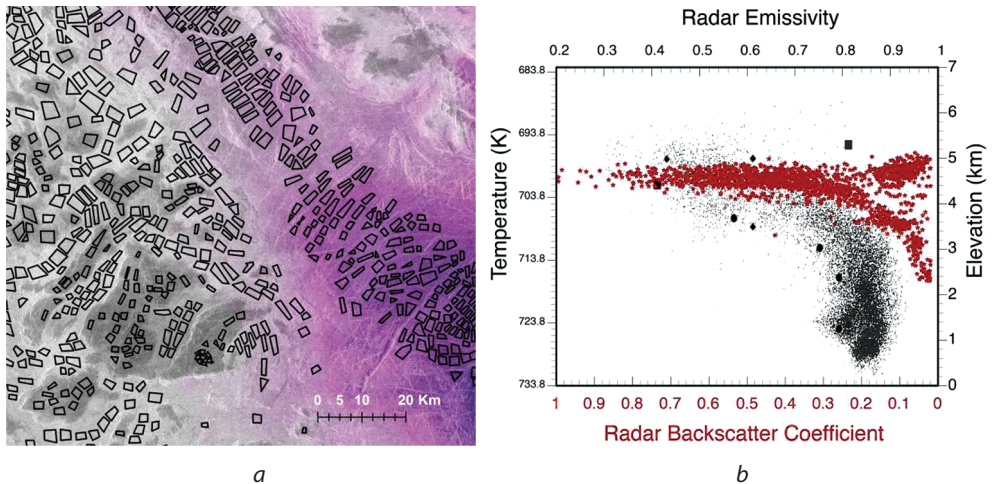 0 5 10 20 Km
a
Radar Emissivity
0.2 0.3 0.4 0.5 0.6 0.7 0.8 0.9 1
683.8
693.8
703.8
713.8
723.8
733.8
Temperature (K)
7
6
5
4
3
2
1
0
Elevation (km)
1 0.9 0.8 0.7 0.6 0.5 0.4 0.3 0.2 0.1 0
Radar Backscatter Coefficient
b